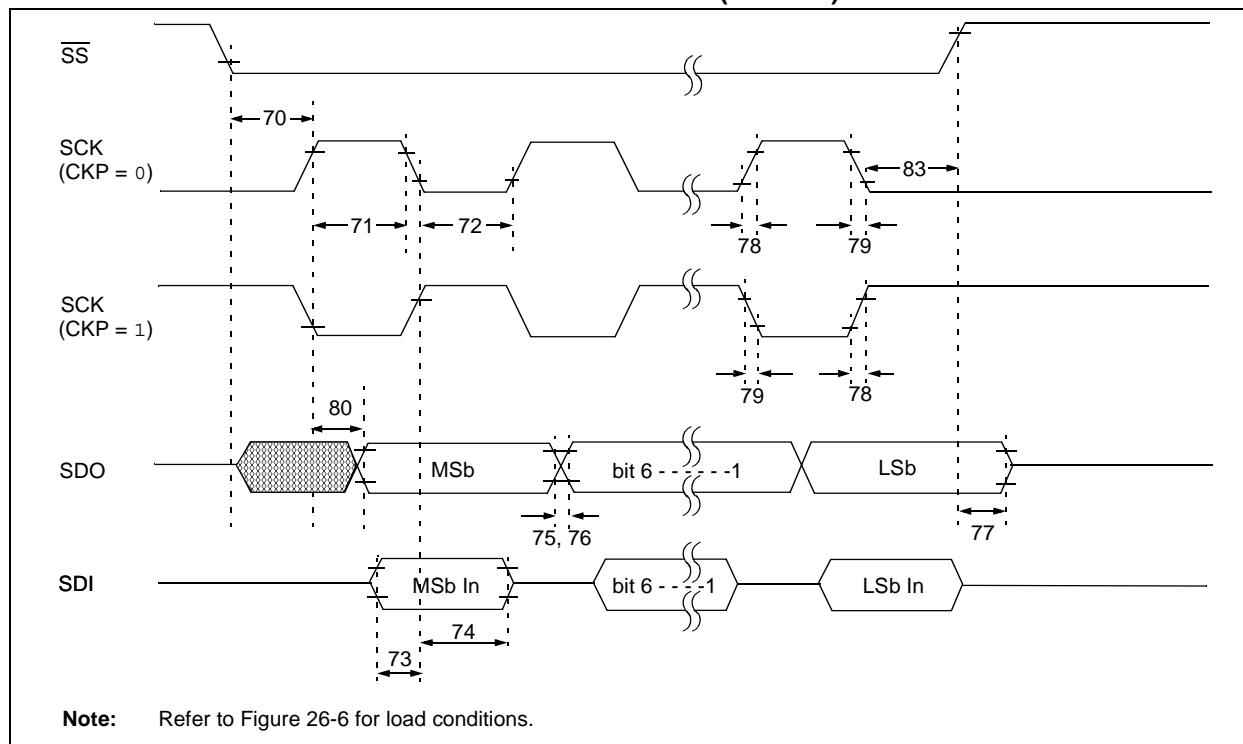 SS
70
SCK
(CKP = 0)
83
71
72
78
79
SCK
(CKP = 1)
79
78
80
SDO
MSb
bit 6 - - - - - -1
LSb
75, 76
77
SDI
MSb In
bit 6 - - - -1
LSb In
74
73
Note: Refer to Figure 26-6 for load conditions.